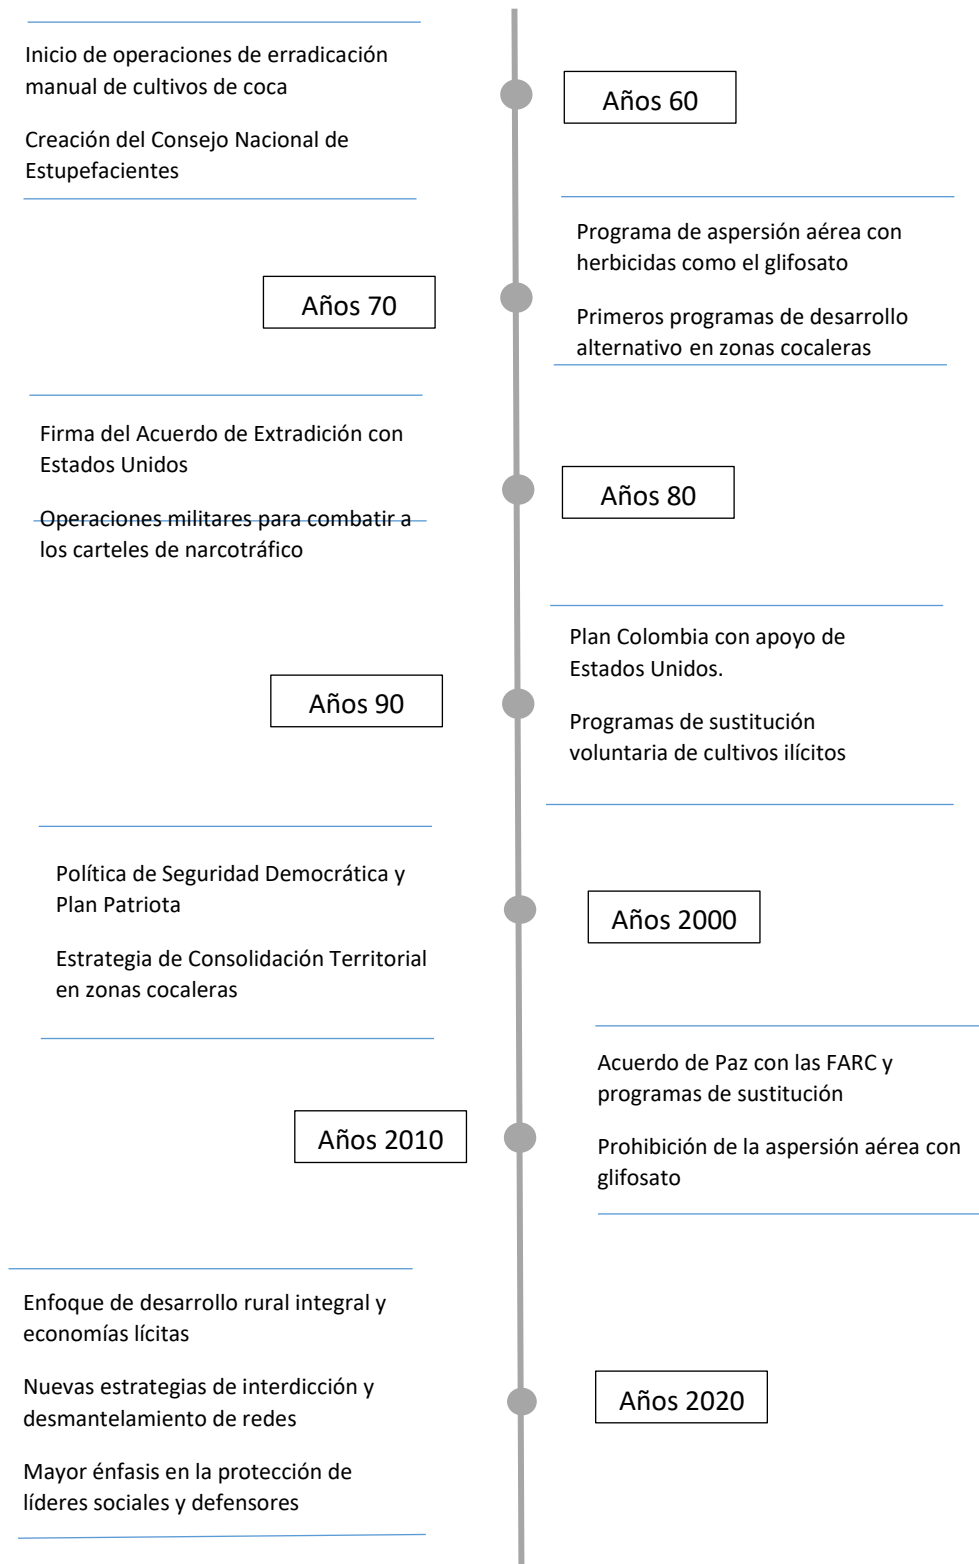 Inicio de operaciones de erradicación
manual de cultivos de coca
Creación del Consejo Nacional de
Estupefacientes
Años 60
Programa de aspersión aérea con
herbicidas como el glifosato
Primeros programas de desarrollo
alternativo en zonas cocaleras
Años 70
Firma del Acuerdo de Extradición con
Estados Unidos
Operaciones militares para combatir a
los carteles de narcotráfico
Años 80
Plan Colombia con apoyo de
Estados Unidos.
Programas de sustitución
voluntaria de cultivos ilícitos
Años 90
Política de Seguridad Democrática y
Plan Patriota
Estrategia de Consolidación Territorial
en zonas cocaleras
Años 2000
Acuerdo de Paz con las FARC y
programas de sustitución
Prohibición de la aspersión aérea con
glifosato
Años 2010
Enfoque de desarrollo rural integral y
economías lícitas
Nuevas estrategias de interdicción y
desmantelamiento de redes
Mayor énfasis en la protección de
líderes sociales y defensores
Años 2020